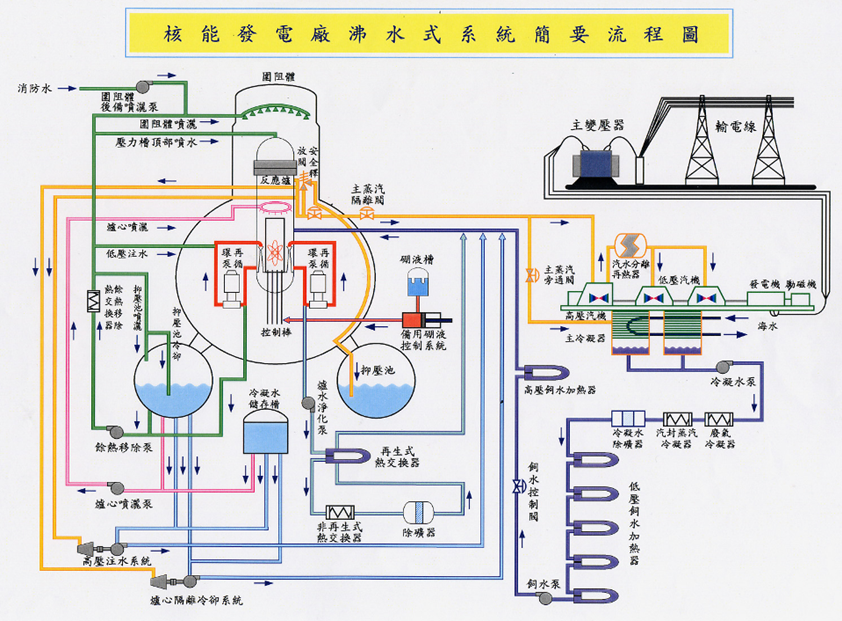 核能發電廠沸水式系統簡要流程圖
消防水
圍阻體
後備噴灑泵
圍阻體
圍阻體噴灑
壓力槽頂部噴水
放閥
安全釋
反應爐
主蒸汽
隔離閥
主變壓器
輸電線
爐心噴灑
低壓注水
環泵
再循
環泵
再循
硼液槽
汽水分離
再熱器
主蒸汽
旁通閥
低壓汽機
發電機
勵磁機
高壓汽機
海水
主冷凝器
熱交換器
餘熱移除
抑壓池噴灑
抑壓池冷卻
控制棒
備用硼液
控制系統
抑壓池
冷凝水泵
高壓飼水加熱器
冷凝水
儲存槽
爐水淨化泵
冷凝水
除礦器
汽封蒸汽
冷凝器
廢氣
冷凝器
餘熱移除泵
再生式
熱交換器
飼水控制閥
低壓飼水加熱器
爐心噴灑泵
非再生式
熱交換器
除礦器
高壓注水系統
飼水泵
爐心隔離冷卻系統